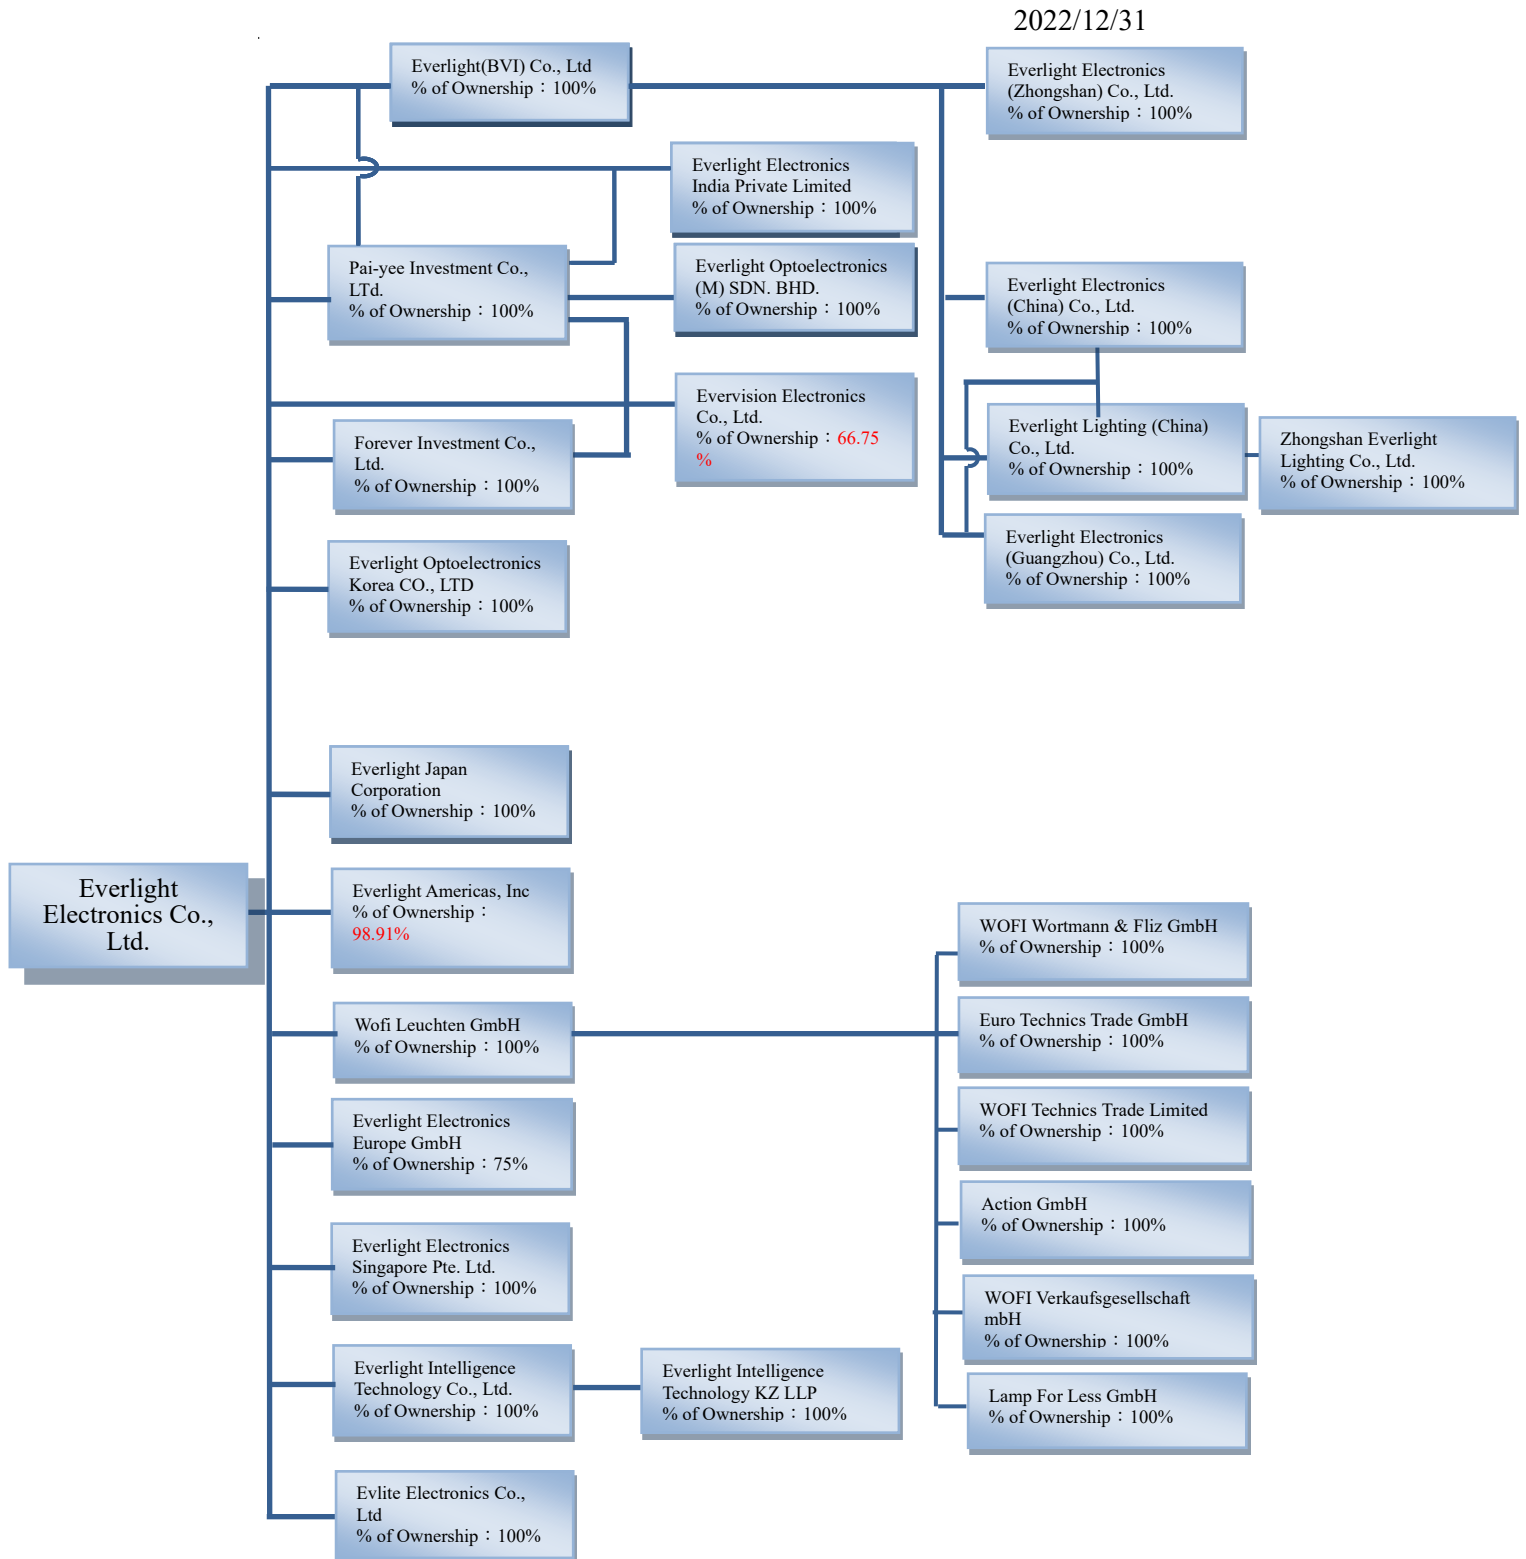 2022/12/31
Everlight(BVI) Co., Ltd
% of Ownership：100%
Everlight Electronics
(Zhongshan) Co., Ltd.
% of Ownership：100%
Everlight Electronics
India Private Limited
% of Ownership：100%
Pai-yee Investment Co.,
LTd.
% of Ownership：100%
Everlight Optoelectronics
(M) SDN. BHD.
% of Ownership：100%
Everlight Electronics
(China) Co., Ltd.
% of Ownership：100%
Evervision Electronics
Co., Ltd.
% of Ownership：66.75
%
Forever Investment Co.,
Ltd.
% of Ownership：100%
Everlight Lighting (China)
Co., Ltd.
% of Ownership：100%
Zhongshan Everlight
Lighting Co., Ltd.
% of Ownership：100%
Everlight Electronics
(Guangzhou) Co., Ltd.
% of Ownership：100%
Everlight Optoelectronics
Korea CO., LTD
% of Ownership：100%
Everlight Japan
Corporation
% of Ownership：100%
Everlight
Electronics Co.,
Ltd.
Everlight Americas, Inc
% of Ownership：
98.91%
WOFI Wortmann & Fliz GmbH
% of Ownership：100%
Wofi Leuchten GmbH
% of Ownership：100%
Euro Technics Trade GmbH
% of Ownership：100%
Everlight Electronics
Europe GmbH
% of Ownership：75%
WOFI Technics Trade Limited
% of Ownership：100%
Action GmbH
% of Ownership：100%
Everlight Electronics
Singapore Pte. Ltd.
% of Ownership：100%
WOFI Verkaufsgesellschaft
mbH
% of Ownership：100%
Everlight Intelligence
Technology Co., Ltd.
% of Ownership：100%
Everlight Intelligence
Technology KZ LLP
% of Ownership：100%
Lamp For Less GmbH
% of Ownership：100%
Evlite Electronics Co.,
Ltd
% of Ownership：100%